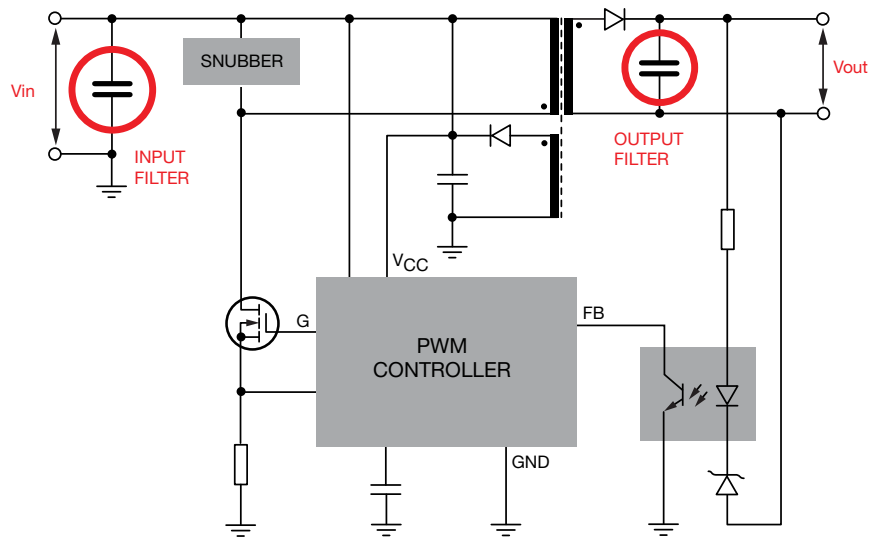 SNUBBER
Vin
Vout
INPUT
FILTER
OUTPUT
FILTER
VCC
G
FB
PWM
CONTROLLER
GND